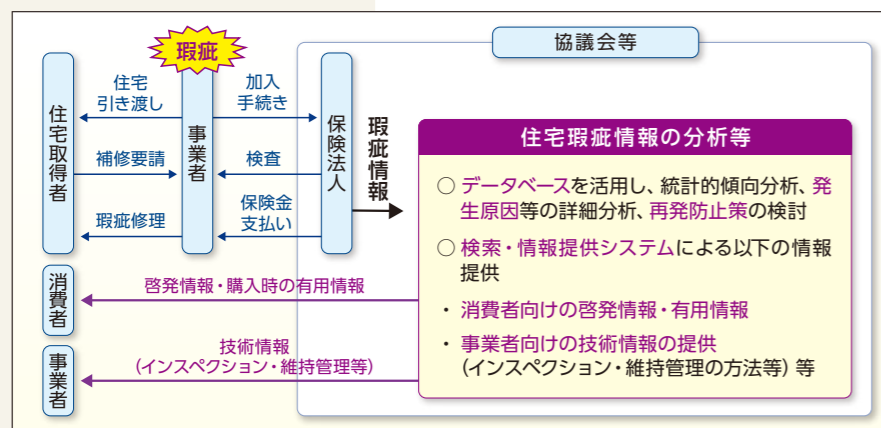 協議会等
瑕疵
住宅取得者
住宅
引き渡し
補修要請
瑕疵修理
事業者
加入
手続き
検査
保険金
支払い
保険法人
瑕疵情報
住宅瑕疵情報の分析等
○ データベースを活用し、統計的傾向分析、発
生原因等の詳細分析、再発防止策の検討
○ 検索・情報提供システムによる以下の情報
提供
・ 消費者向けの啓発情報・有用情報
・ 事業者向けの技術情報の提供
(インスペクション・維持管理の方法等) 等
消費者
啓発情報・購入時の有用情報
事業者
技術情報
(インスペクション・維持管理等)